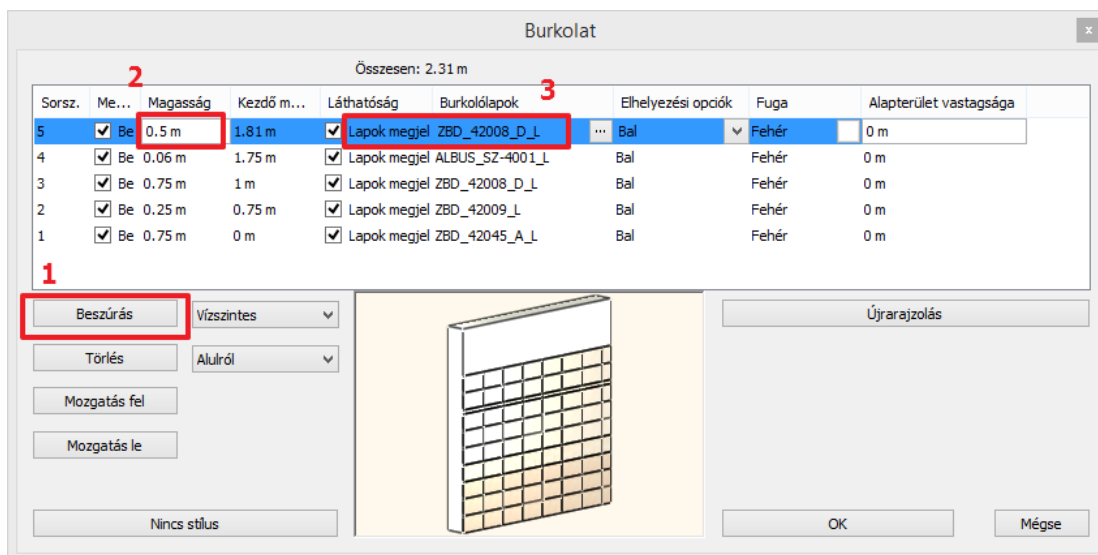 Burkolat
x
Összesen: 2.31 m
2
3
Sorsz. Me... Magasság Kezdő m... Láthatóság Burkolólapok Elhelyezési opciók Fuga Alapterület vastagsága
5 Be 0.5 m 1.81 m Lapok megjel ZBD_42008_D_L ... Bal Fehér 0 m
4 Be 0.06 m 1.75 m Lapok megjel ALBUS_SZ-4001_L Bal Fehér 0 m
3 Be 0.75 m 1 m Lapok megjel ZBD_42008_D_L Bal Fehér 0 m
2 Be 0.25 m 0.75 m Lapok megjel ZBD_42009_L Bal Fehér 0 m
1 Be 0.75 m 0 m Lapok megjel ZBD_42045_A_L Bal Fehér 0 m
1
Beszúrás Vízszintes Újrarajzolás
Törlés Alulról
Mozgatás fel
Mozgatás le
Nincs stílus OK Mégse